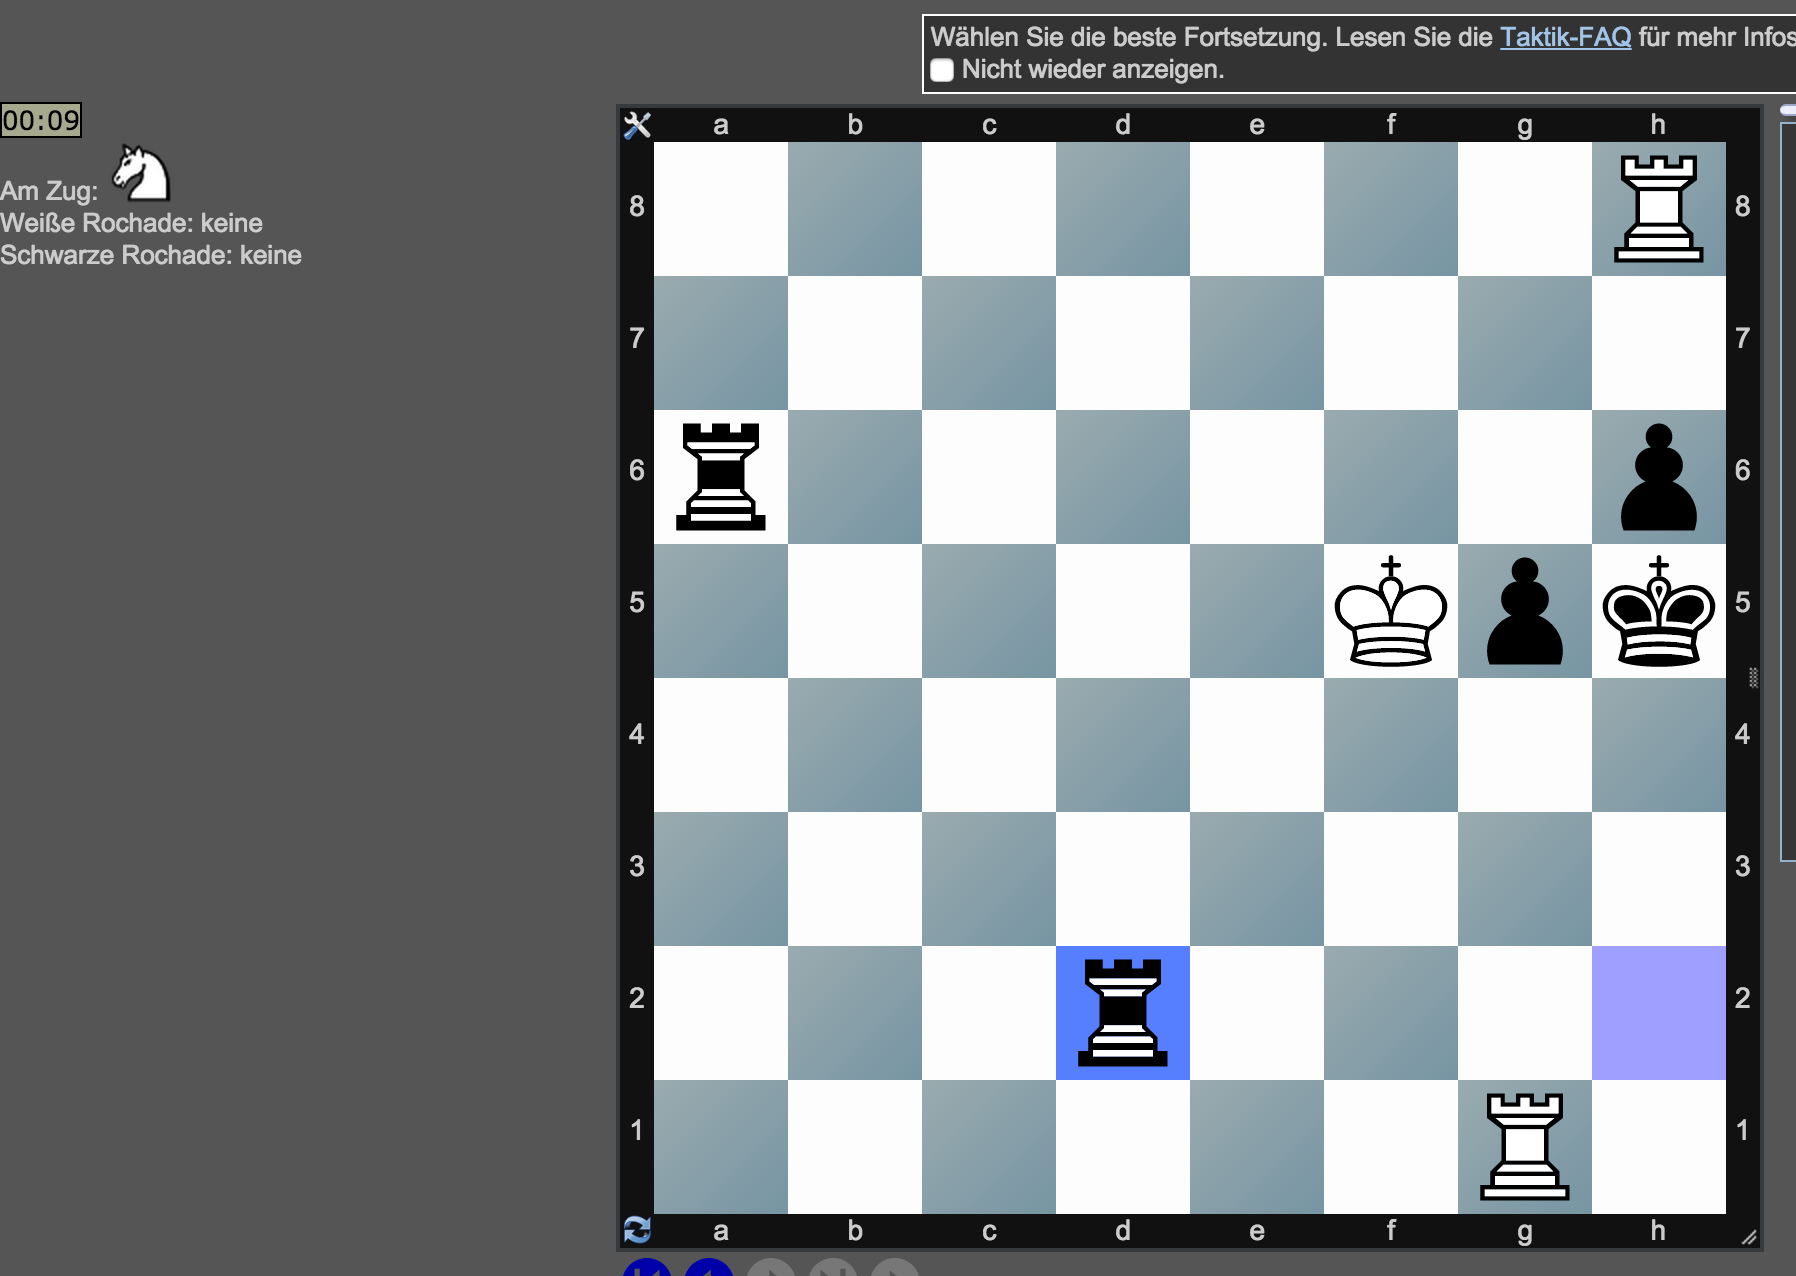 Wählen Sie die beste Fortsetzung. Lesen Sie die Taktik-FAQ für mehr Infos
Nicht wieder anzeigen.
00:09
Am Zug:
Weiße Rochade: keine
Schwarze Rochade: keine
a b c d e f g h
8 8
7 7
6 6
5 5
4 4
3 3
2 2
1 1
a b c d e f g h